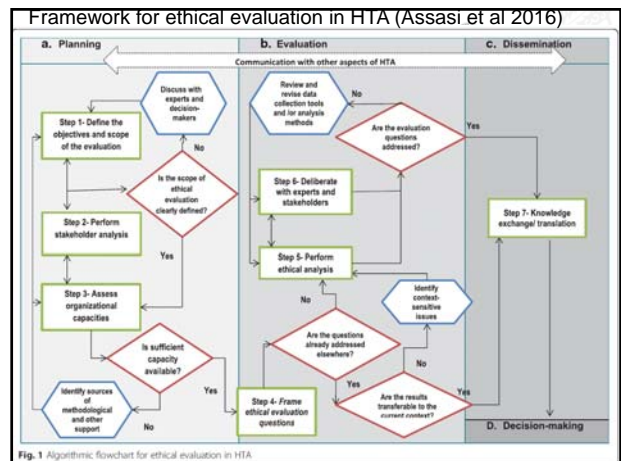 Framework for ethical evaluation in HTA (Assasi et al 2016)
a. Planning
b. Evaluation
c. Dissemination
Communication with other aspects of HTA
Discuss with
experts and
decision-
makers
Step 1- Define the
objectives and scope
of the evaluation
No
Is the scope of
ethical
evaluation
clearly defined?
Step 2- Perform
stakeholder analysis
Yes
Step 3- Assess
organizational
capacities
Is sufficient
capacity
available?
Yes
Identify sources
of
methodological
and other
support
No
Review and
revise data
collection tools
and /or analysis
methods
No
Are the evaluation
questions
addressed?
Yes
Step 6- Deliberate
with experts and
stakeholders
Step 5- Perform
ethical analysis
No
Identify
context-
sensitive
issues
Are the questions
already addressed
elsewhere?
No
Yes
Step 4- Frame
ethical evaluation
questions
Are the results
transferable to the
current context?
Yes
Step 7- Knowledge
exchange/ translation
D. Decision-making
Fig. 1 Algorithmic flowchart for ethical evaluation in HTA